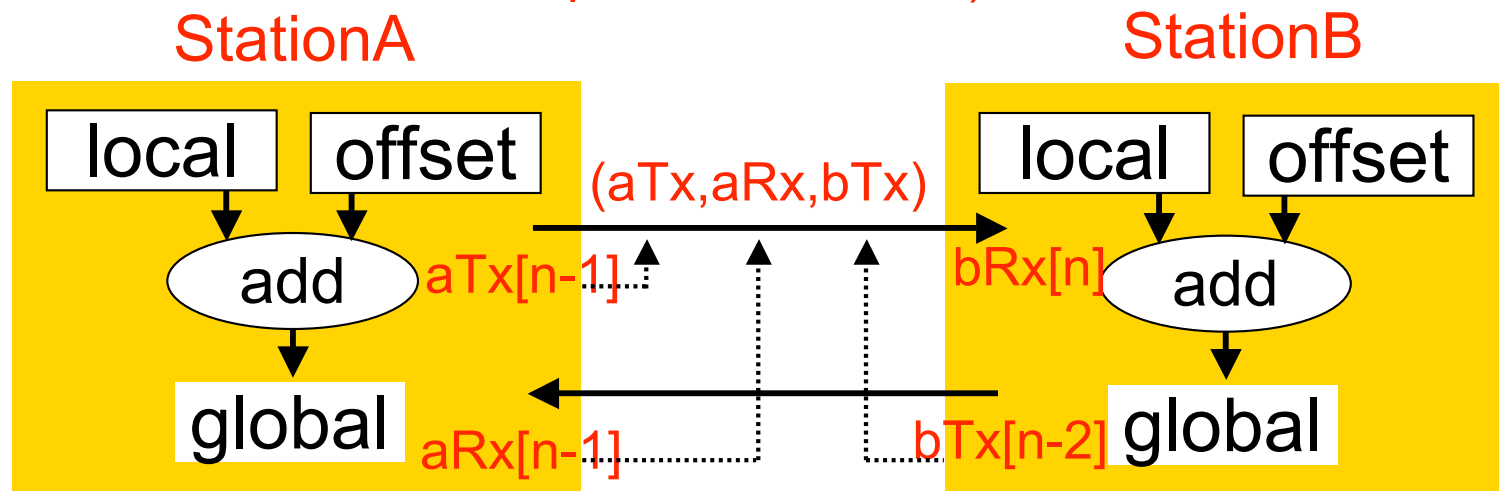 StationA
StationB
local
offset
(aTx,aRx,bTx)
local
offset
add
aTx[n-1]
bRx[n]
add
global
aRx[n-1]
bTx[n-2]
global